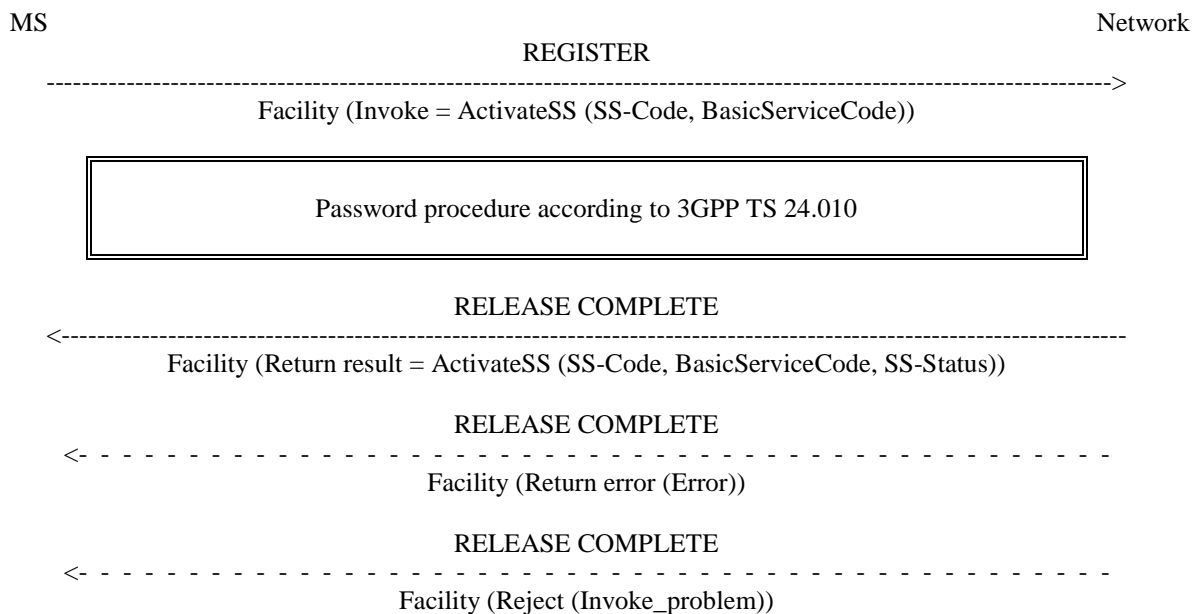 MS Network
REGISTER
------------------------------------------------------------------------------------------------------------------------>
Facility (Invoke = ActivateSS (SS-Code, BasicServiceCode))
Password procedure according to 3GPP TS 24.010
RELEASE COMPLETE
<------------------------------------------------------------------------------------------------------------------------
Facility (Return result = ActivateSS (SS-Code, BasicServiceCode, SS-Status))
RELEASE COMPLETE
<- - - - - - - - - - - - - - - - - - - - - - - - - - - - - - - - - - - - - - - - - - - - - - - -
Facility (Return error (Error))
RELEASE COMPLETE
<- - - - - - - - - - - - - - - - - - - - - - - - - - - - - - - - - - - - - - - - - - - - - - - -
Facility (Reject (Invoke_problem))